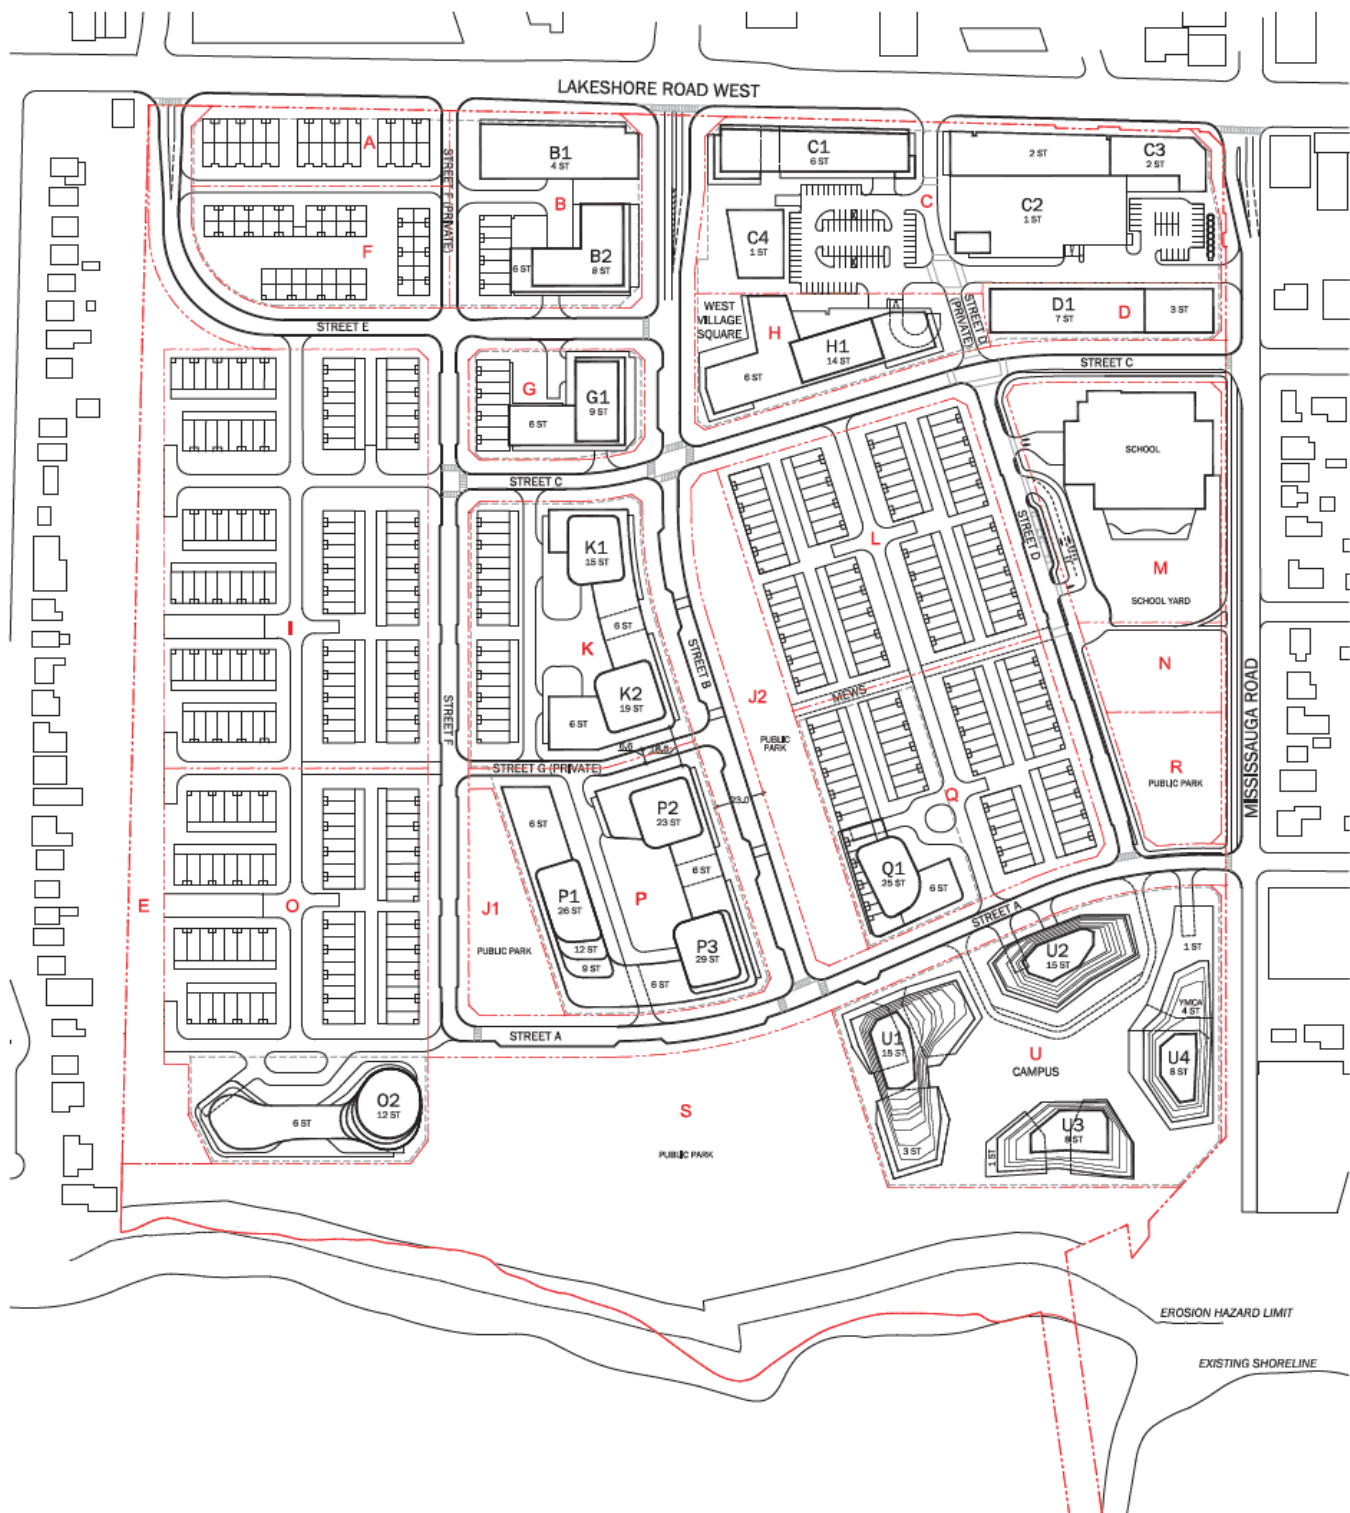 LAKESHORE ROAD WEST
A
B1
4 ST
C1
6 ST
2 ST
C3
2 ST
STREET F (PRIVATE)
B
C
C2
1 ST
F
B2
8 ST
6 ST
C4
1 ST
WEST
VILLAGE
SQUARE
H
STREET D
(PRIVATE)
D1
7 ST
D
3 ST
STREET E
H1
14 ST
6 ST
STREET C
G
G1
9 ST
6 ST
SCHOOL
STREET C
K1
15 ST
L
STREET D
M
SCHOOL YARD
I
6 ST
K
STREET B
N
K2
19 ST
6 ST
STREET F
J2
MEWS
PUBLIC
PARK
MISSISSAUGA ROAD
6.6
18.5
STREET G (PRIVATE)
R
PUBLIC PARK
P2
23 ST
23.0
Q
6 ST
Q1
25 ST
6 ST
6 ST
E
O
J1
P1
26 ST
P
12 ST
9 ST
PUBLIC PARK
P3
29 ST
6 ST
STREET A
U2
15 ST
1 ST
YMCA
4 ST
STREET A
U1
15 ST
U
CAMPUS
U4
8 ST
O2
12 ST
6 ST
S
PUBLIC PARK
U3
8 ST
3 ST
1 ST
EROSION HAZARD LIMIT
EXISTING SHORELINE